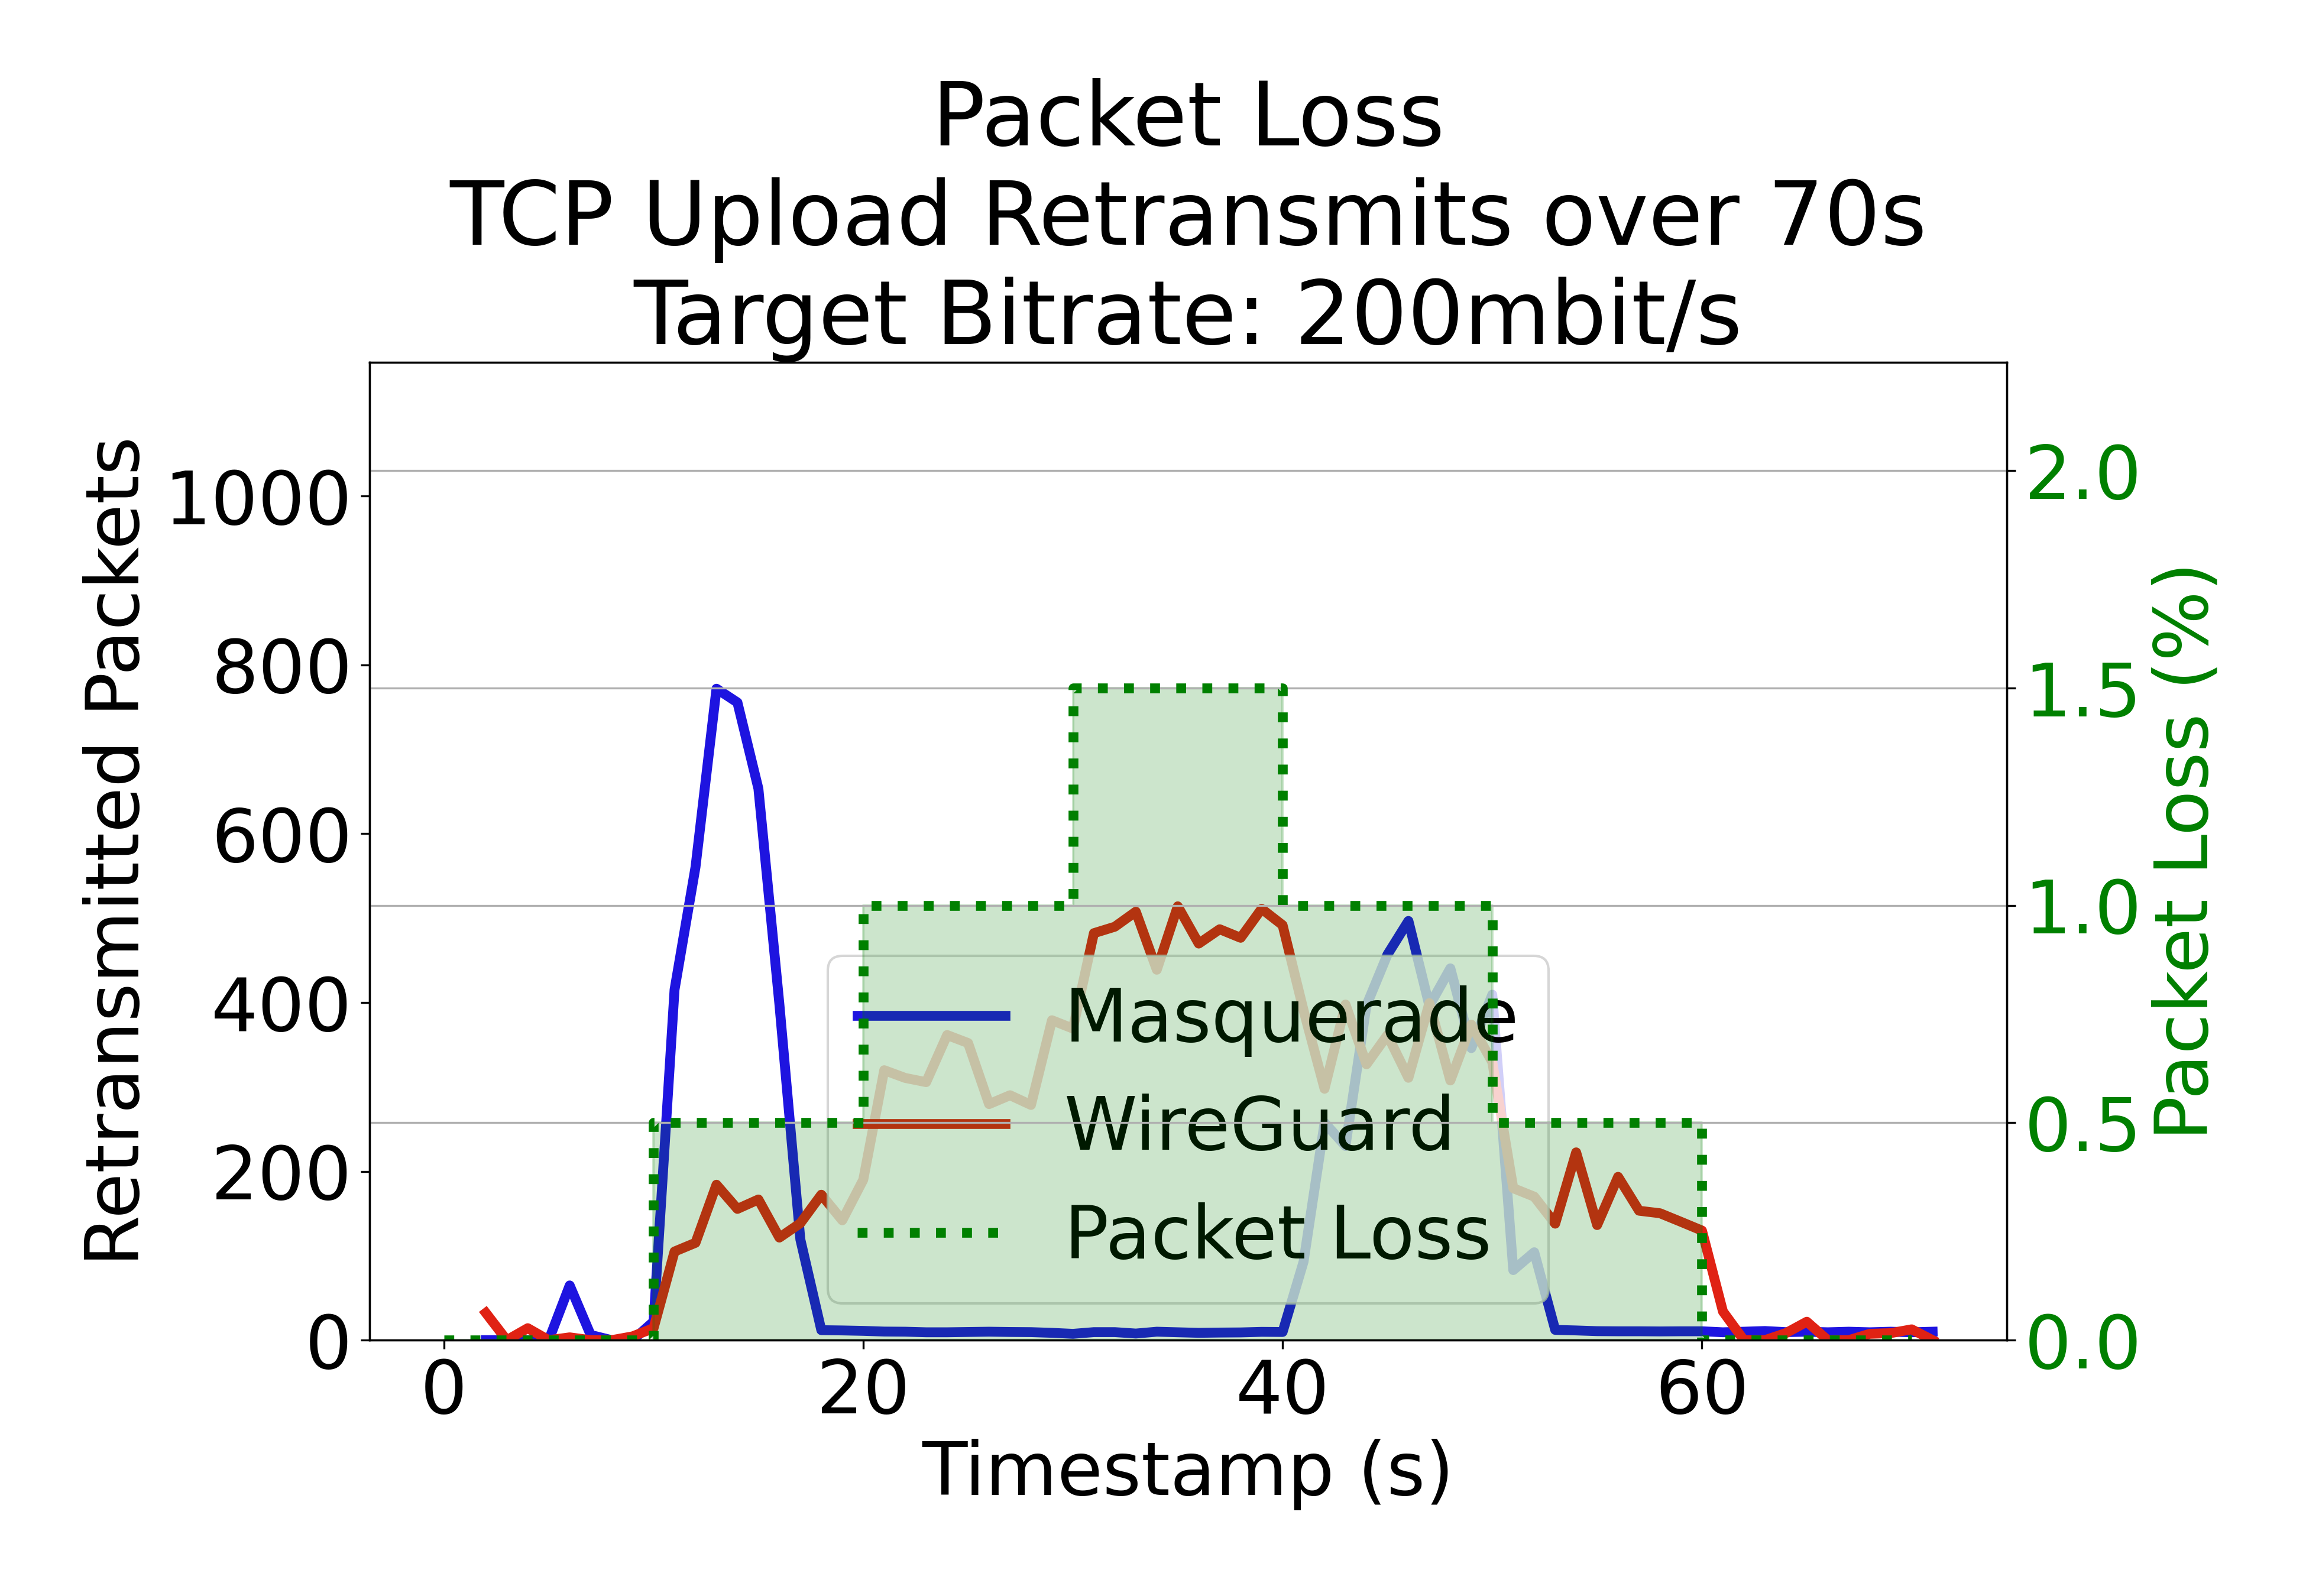 Packet Loss
TCP Upload Retransmits over 70s
Target Bitrate: 200mbit/s
Retransmitted Packets
1000
800
600
400
200
0
2.0
1.5
1.0
0.5
0.0
Packet Loss (%)
Masquerade
WireGuard
Packet Loss
0 20 40 60
Timestamp (s)